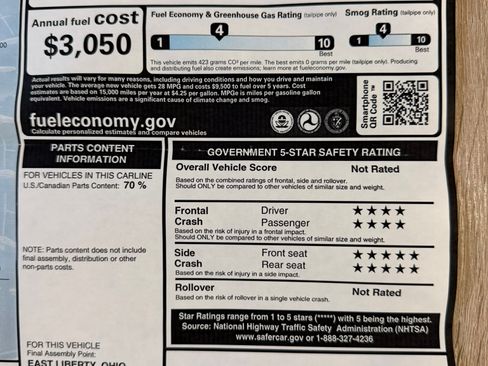 Annual fuel cost
$3,050
Fuel Economy & Greenhouse Gas Rating (tailpipe only)
Smog Rating (tailpipe only)
4
1
10
Best
4
1
10
Best
This vehicle emits 423 grams CO² per mile. The best emits 0 grams per mile (tailpipe only). Producing
and distributing fuel also create emissions; learn more at fueleconomy.gov.
Actual results will vary for many reasons, including driving conditions and how you drive and maintain
your vehicle. The average new vehicle gets 28 MPG and costs $9,500 to fuel over 5 years. Cost
estimates are based on 15,000 miles per year at $4.25 per gallon. MPGe is miles per gasoline gallon
equivalent. Vehicle emissions are a significant cause of climate change and smog.
fueleconomy.gov
Calculate personalized estimates and compare vehicles
Smartphone
QR Code ™
PARTS CONTENT
INFORMATION
FOR VEHICLES IN THIS CARLINE
U.S./Canadian Parts Content: 70 %
NOTE: Parts content does not include
final assembly, distribution or other
non-parts costs.
FOR THIS VEHICLE
Final Assembly Point:
EAST LIBERTY, OHIO
GOVERNMENT 5-STAR SAFETY RATING
Overall Vehicle Score Not Rated
Based on the combined ratings of frontal, side and rollover.
Should ONLY be compared to other vehicles of similar size and weight.
Frontal Driver ★★★★
Crash Passenger ★★★★
Based on the risk of injury in a frontal impact.
Should ONLY be compared to other vehicles of similar size and weight.
Side Front seat ★★★★★
Crash Rear seat ★★★★★
Based on the risk of injury in a side impact.
Rollover Not Rated
Based on the risk of rollover in a single vehicle crash.
Star Ratings range from 1 to 5 stars (*****) with 5 being the highest.
Source: National Highway Traffic Safety Administration (NHTSA)
www.safercar.gov or 1-888-327-4236